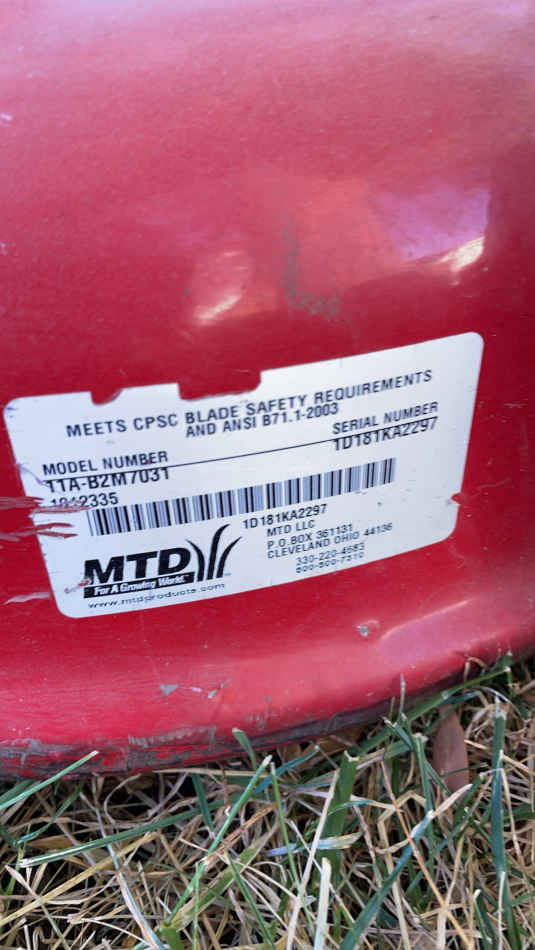 MEETS CPSC BLADE SAFETY REQUIREMENTS
AND ANSI B71.1-2003
MODEL NUMBER
11A-B2M7031
SERIAL NUMBER
1D181KA2297
1D181KA2297
MTD LLC
P.O.BOX 361131
CLEVELAND OHIO 44136
330-220-4683
MTD
For A Growing World.™
www.mtdproducts.com